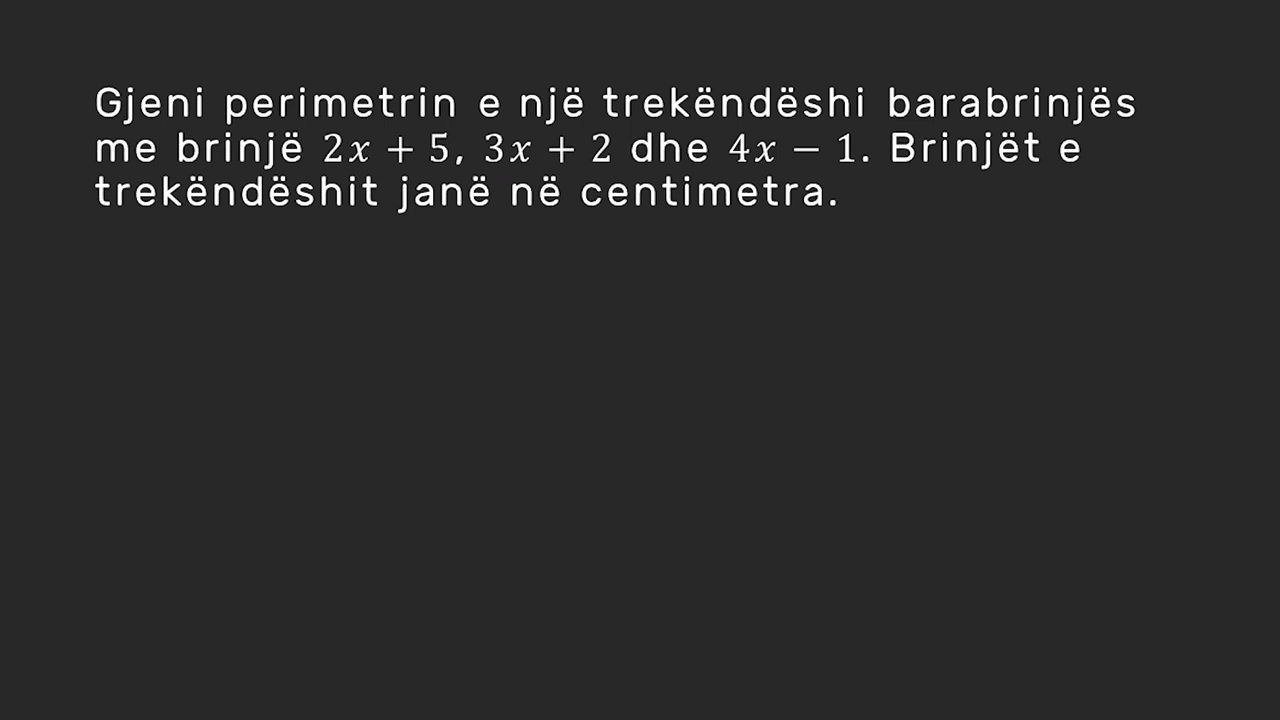 Gjeni perimetrin e një trekëndëshi barabrinjës
me brinjë 2x + 5, 3x + 2 dhe 4x − 1. Brinjët e
trekëndëshit janë në centimetra.